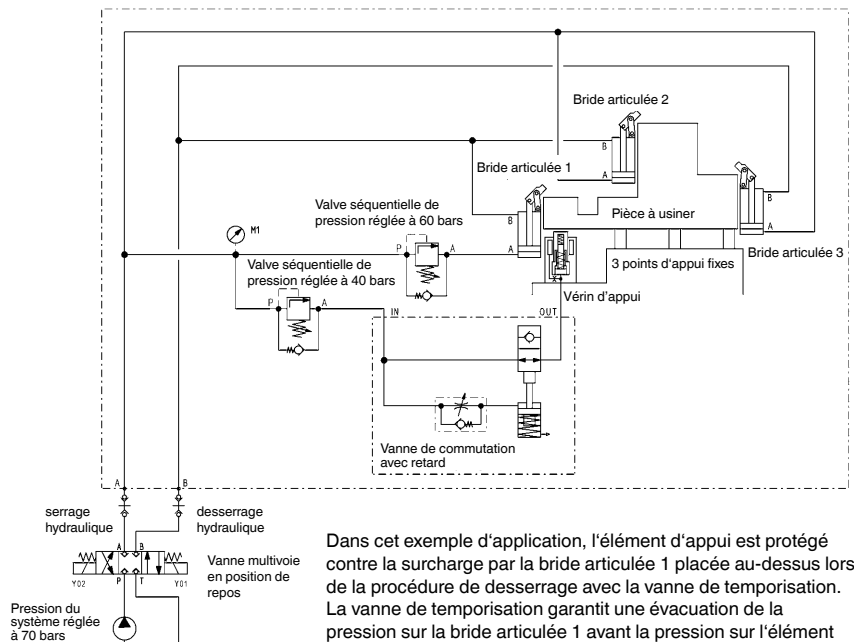 Bride articulée 2
B
A
Bride articulée 1
B
A
Pièce à usiner
B
A
Bride articulée 3
3 points d'appui fixes
Vérin d'appui
Valve séquentielle de
pression réglée à 60 bars
M1
P
A
Valve séquentielle de
pression réglée à 40 bars
P
A
IN
OUT
Vanne de commutation
avec retard
A
B
serrage
hydraulique
desserrage
hydraulique
A
B
Y02
P
T
Y01
Vanne multivoie
en position de
repos
Pression du
système réglée
à 70 bars
Dans cet exemple d'application, l'élément d'appui est protégé
contre la surcharge par la bride articulée 1 placée au-dessus lors
de la procédure de desserrage avec la vanne de temporisation.
La vanne de temporisation garantit une évacuation de la
pression sur la bride articulée 1 avant la pression sur l'élément